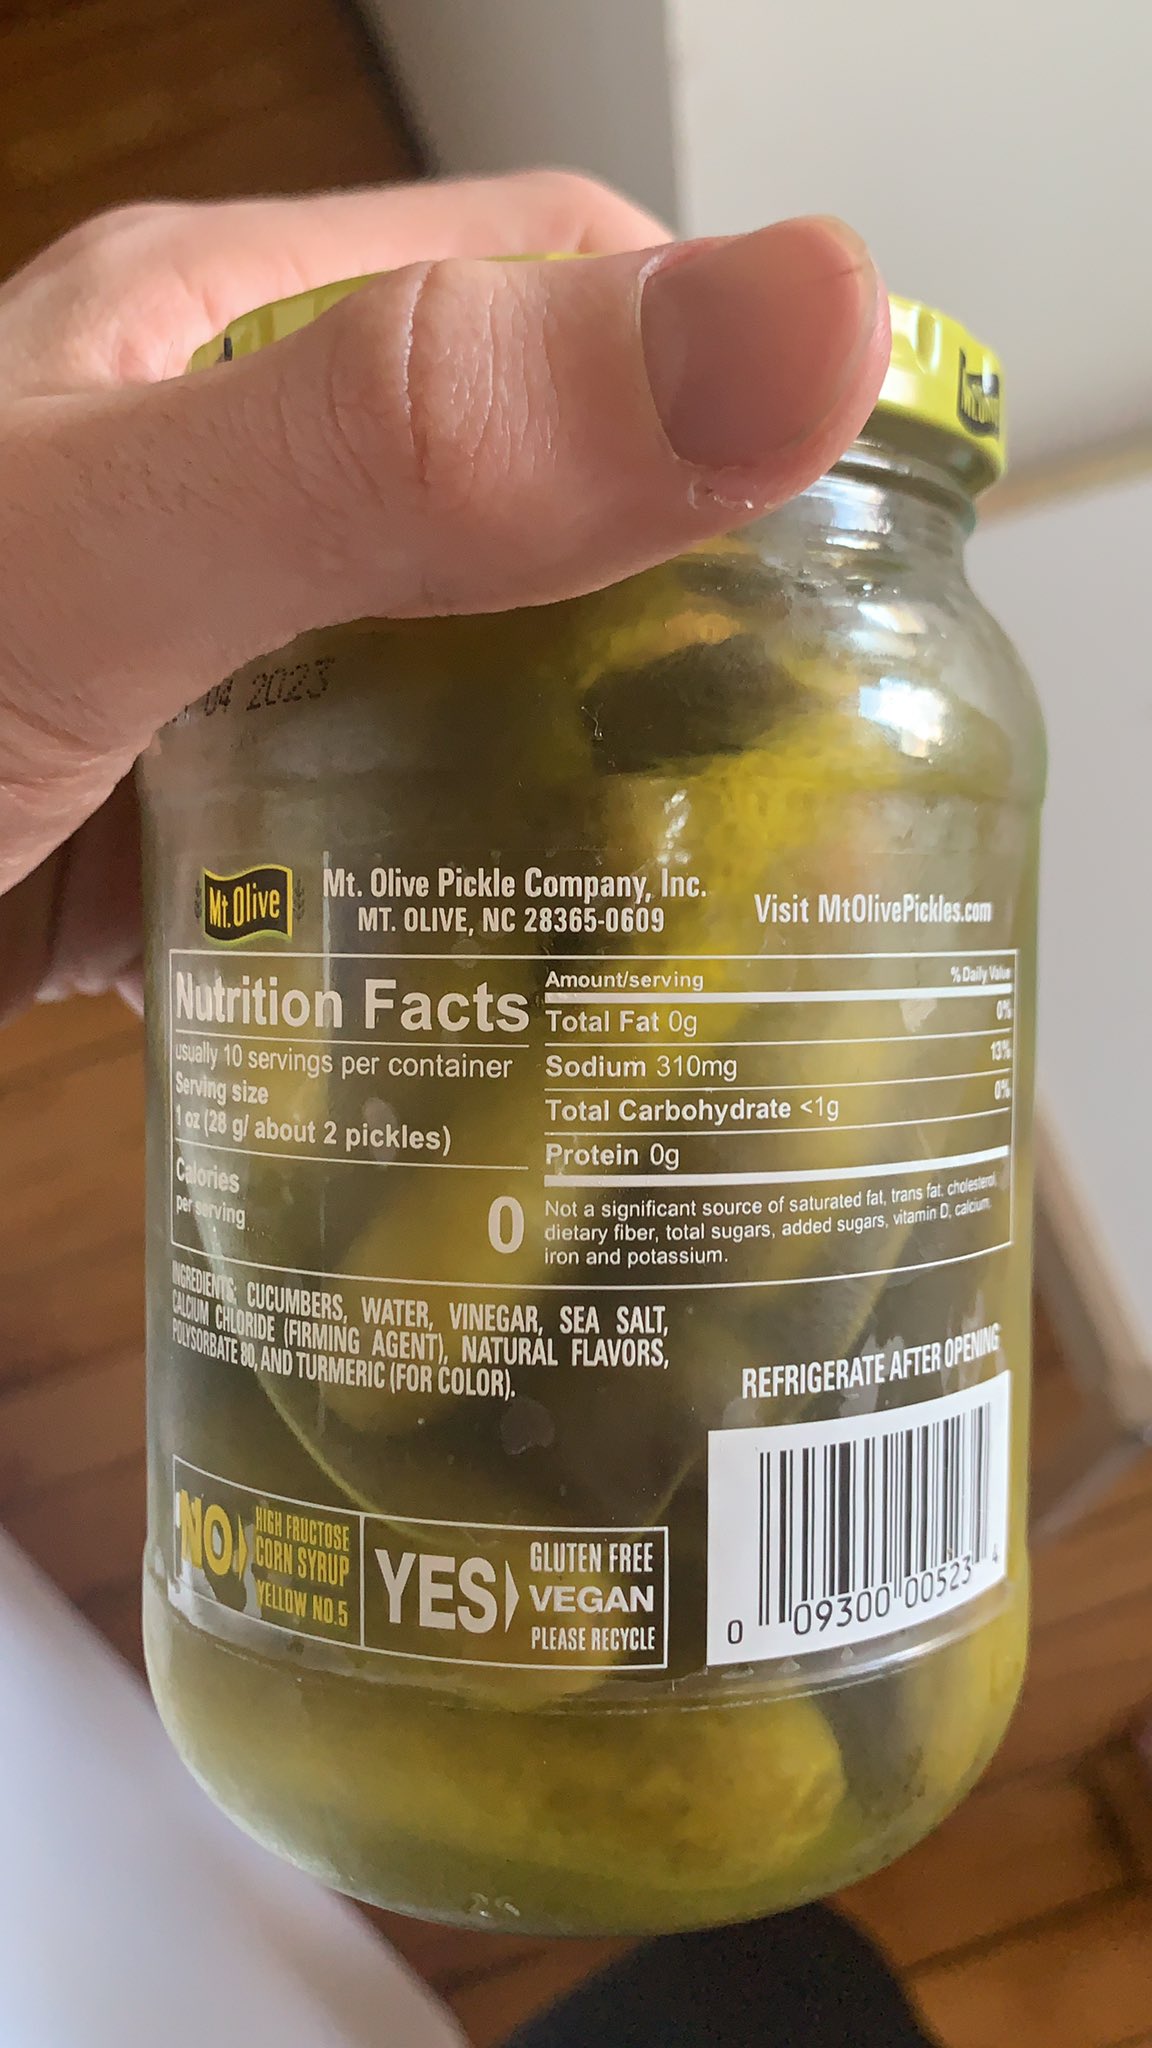 04 2023
Mt. Olive
Mt. Olive Pickle Company, Inc.
MT. OLIVE, NC 28365-0609
Visit MtOlivePickles.com
Nutrition Facts
usually 10 servings per container
Serving size
1 oz (28 g/ about 2 pickles)
Calories
per serving
0
Amount/serving % Daily Value
Total Fat 0g 0%
Sodium 310mg 13%
Total Carbohydrate <1g 0%
Protein 0g
Not a significant source of saturated fat, trans fat, cholesterol,
dietary fiber, total sugars, added sugars, vitamin D, calcium,
iron and potassium.
INGREDIENTS: CUCUMBERS, WATER, VINEGAR, SEA SALT,
CALCIUM CHLORIDE (FIRMING AGENT), NATURAL FLAVORS,
POLYSORBATE 80, AND TURMERIC (FOR COLOR).
REFRIGERATE AFTER OPENING
NO
HIGH FRUCTOSE
CORN SYRUP
YELLOW NO.5
YES
GLUTEN FREE
VEGAN
PLEASE RECYCLE
0 09300 00523 4